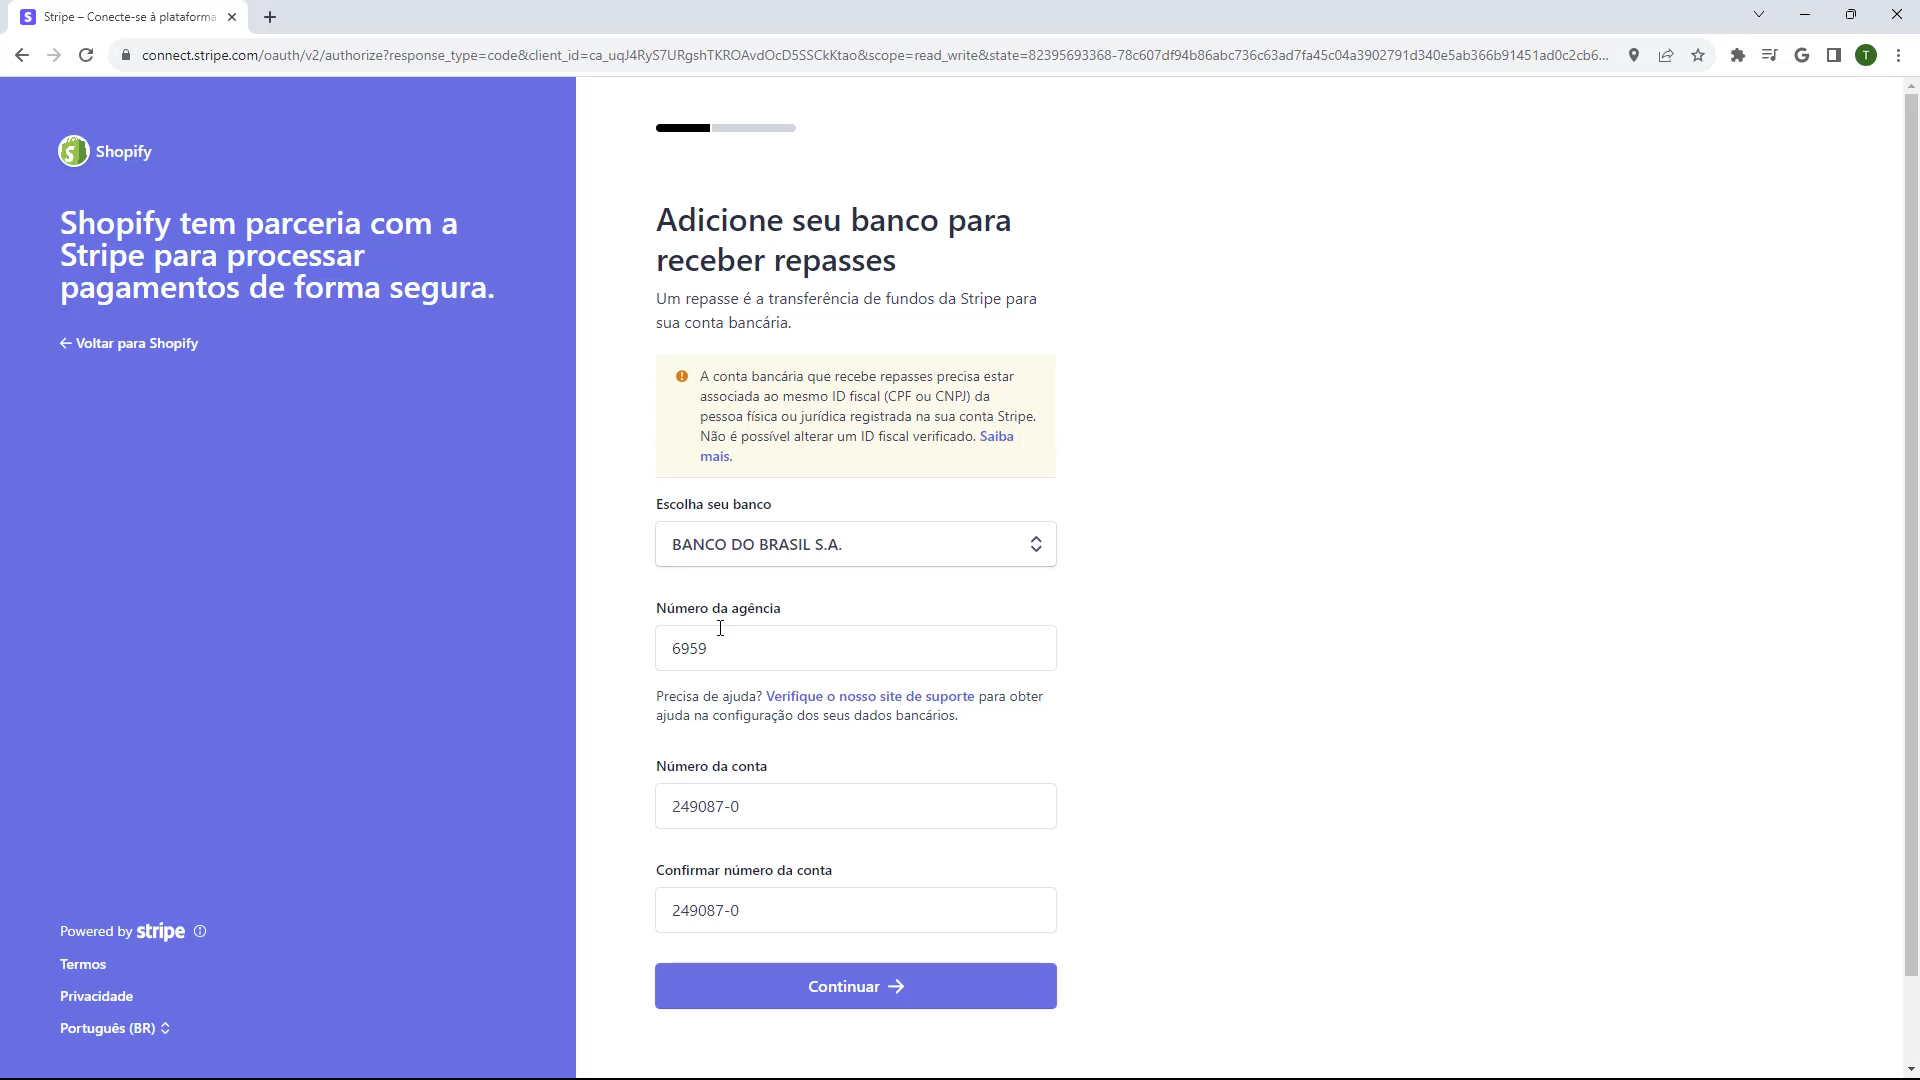 Stripe – Conecte-se à plataforma
connect.stripe.com/oauth/v2/authorize?response_type=code&client_id=ca_uqJ4RyS7URgshTKROAvdOcD5SSCkKtao&scope=read_write&state=82395693368-78c607df94b86abc736c63ad7fa45c04a3902791d340e5ab366b91451ad0c2cb6...
T
Shopify
Shopify tem parceria com a
Stripe para processar
pagamentos de forma segura.
← Voltar para Shopify
Powered by stripe
Termos
Privacidade
Português (BR)
Adicione seu banco para
receber repasses
Um repasse é a transferência de fundos da Stripe para
sua conta bancária.
A conta bancária que recebe repasses precisa estar
associada ao mesmo ID fiscal (CPF ou CNPJ) da
pessoa física ou jurídica registrada na sua conta Stripe.
Não é possível alterar um ID fiscal verificado. Saiba
mais.
Escolha seu banco
BANCO DO BRASIL S.A.
Número da agência
6959
Precisa de ajuda? Verifique o nosso site de suporte para obter
ajuda na configuração dos seus dados bancários.
Número da conta
249087-0
Confirmar número da conta
249087-0
Continuar →